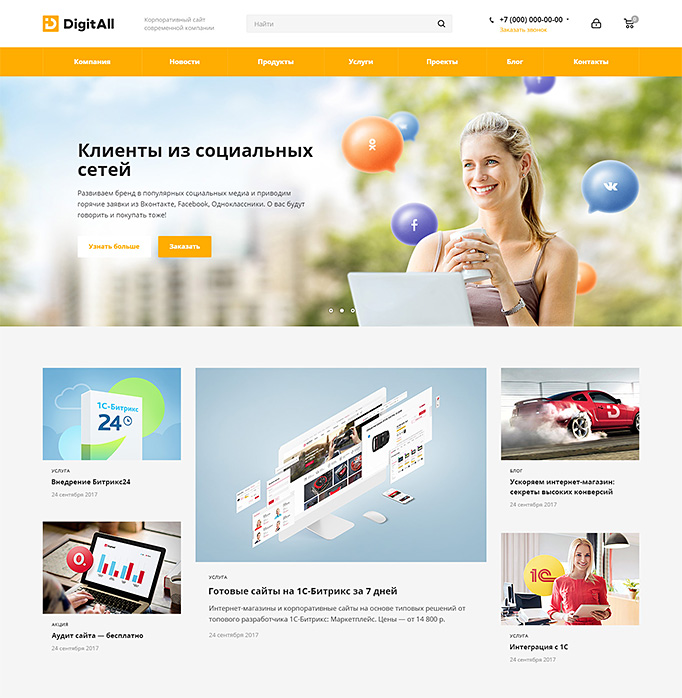 DigitAll
Корпоративный сайт
современной компании
Найти
+7 (000) 000-00-00
Заказать звонок
0
Компания
Новости
Продукты
Услуги
Проекты
Блог
Контакты
Клиенты из социальных
сетей
Развиваем бренд в популярных социальных медиа и приводим
горячие заявки из Вконтакте, Facebook, Одноклассники. О вас будут
говорить и покупать тоже!
Узнать больше
Заказать
1С-Битрикс
24
УСЛУГА
Внедрение Битрикс24
24 сентября 2017
АКЦИЯ
Аудит сайта — бесплатно
24 сентября 2017
УСЛУГА
Готовые сайты на 1С-Битрикс за 7 дней
Интернет-магазины и корпоративные сайты на основе типовых решений от
топового разработчика 1С-Битрикс: Маркетплейс. Цены — от 14 800 р.
24 сентября 2017
БЛОГ
Ускоряем интернет-магазин:
секреты высоких конверсий
24 сентября 2017
1С
УСЛУГА
Интеграция с 1С
24 сентября 2017